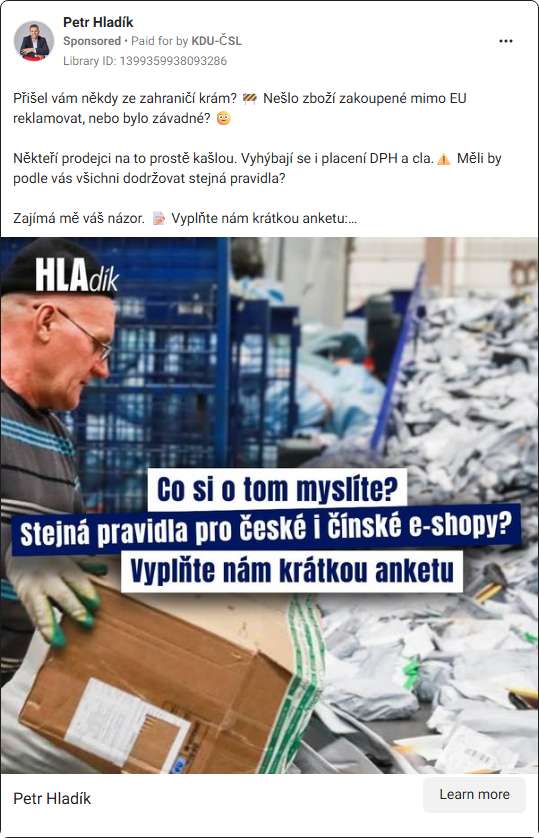 Petr Hladík
Sponsored • Paid for by KDU-ČSL
Library ID: 1399359938093286
Přišel vám někdy ze zahraničí krám? 🚧 Nešlo zboží zakoupené mimo EU
reklamovat, nebo bylo závadné? 🥴
Někteří prodejci na to prostě kašlou. Vyhýbají se i placení DPH a cla.⚠️ Měli by
podle vás všichni dodržovat stejná pravidla?
Zajímá mě váš názor. 📝 Vyplňte nám krátkou anketu:...
HLAdík
Co si o tom myslíte?
Stejná pravidla pro české i čínské e-shopy?
Vyplňte nám krátkou anketu
Petr Hladík
Learn more